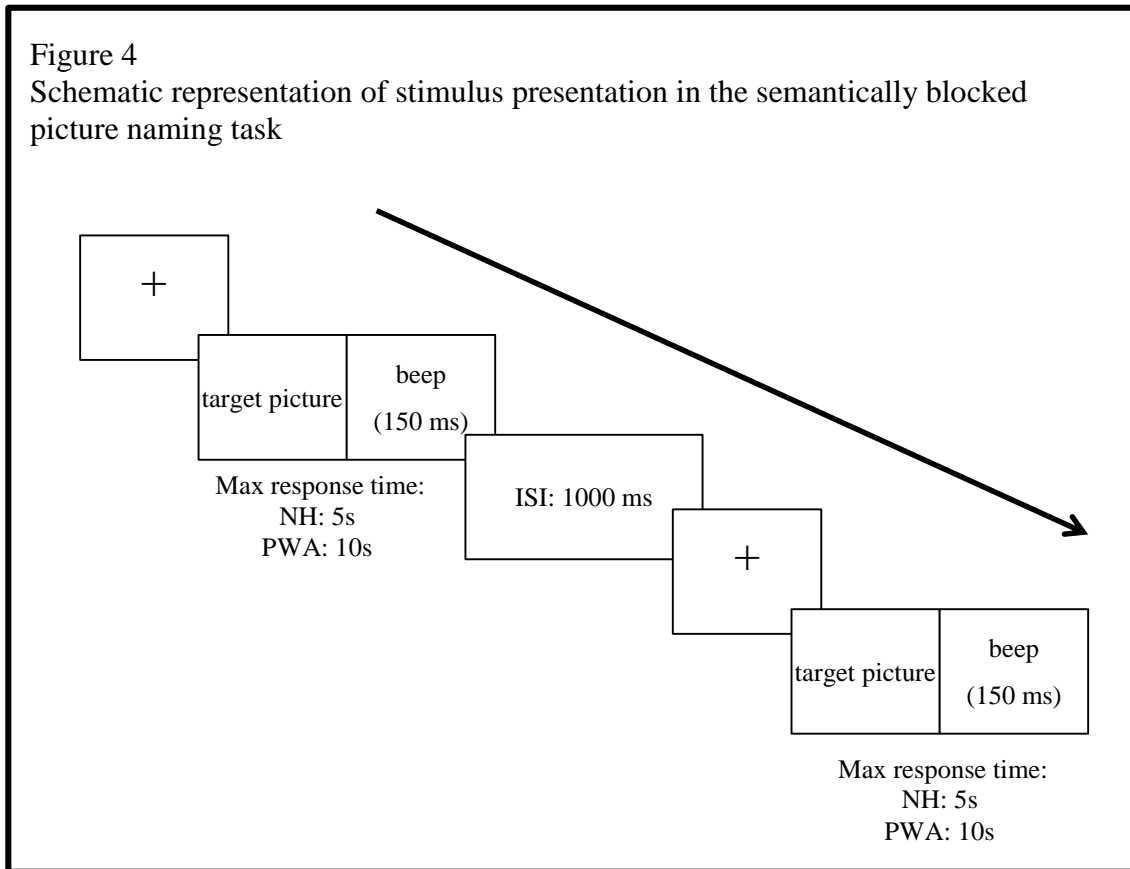 Figure 4
Schematic representation of stimulus presentation in the semantically blocked
picture naming task
+
target picture
beep
(150 ms)
Max response time:
NH: 5s
PWA: 10s
ISI: 1000 ms
+
target picture
beep
(150 ms)
Max response time:
NH: 5s
PWA: 10s